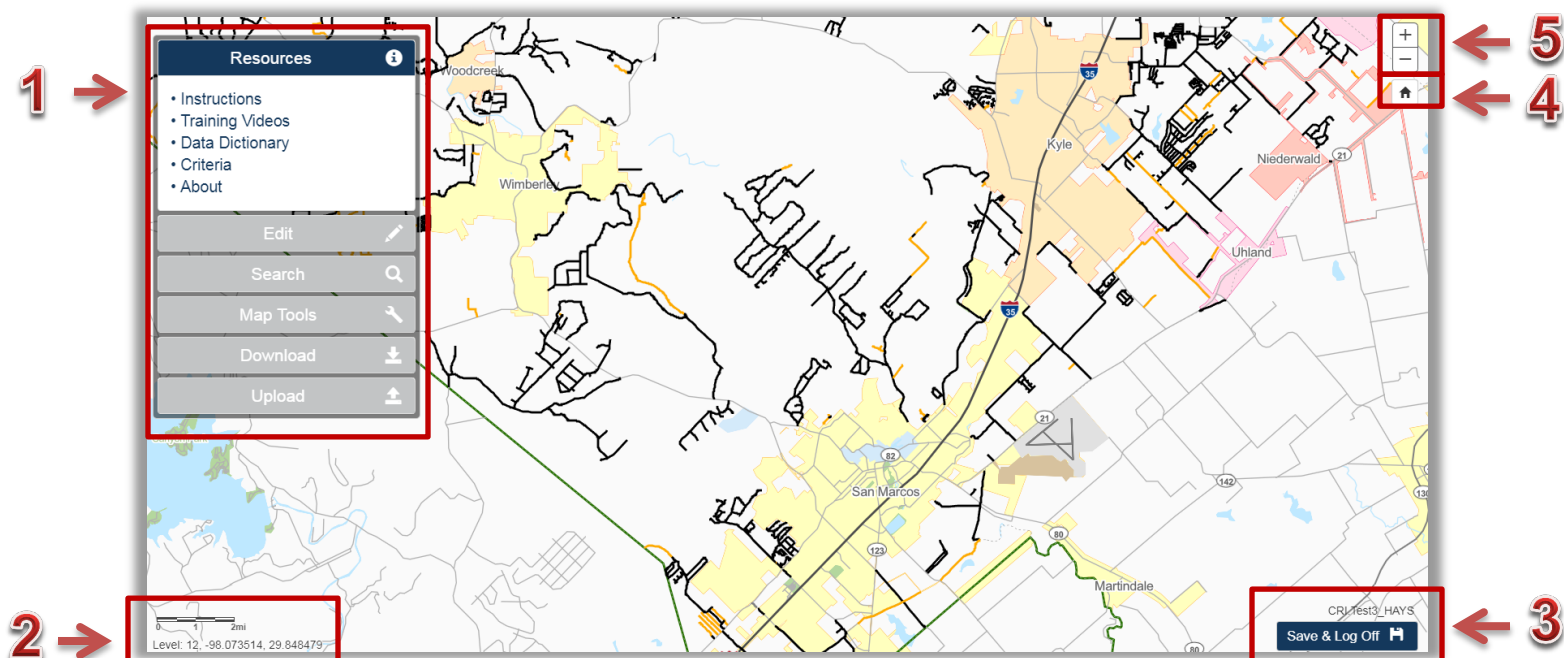 1
Resources
• Instructions
• Training Videos
• Data Dictionary
• Criteria
• About
Edit
Search
Map Tools
Download
Upload
Woodcreek
Wimberley
35
Kyle
Niederwald
21
Uhland
35
21
82
San Marcos
142
130
123
80
Martindale
80
+
−
5
4
2
0 1 2mi
Level: 12, -98.073514, 29.848479
CRI Test3_HAYS
Save & Log Off
3